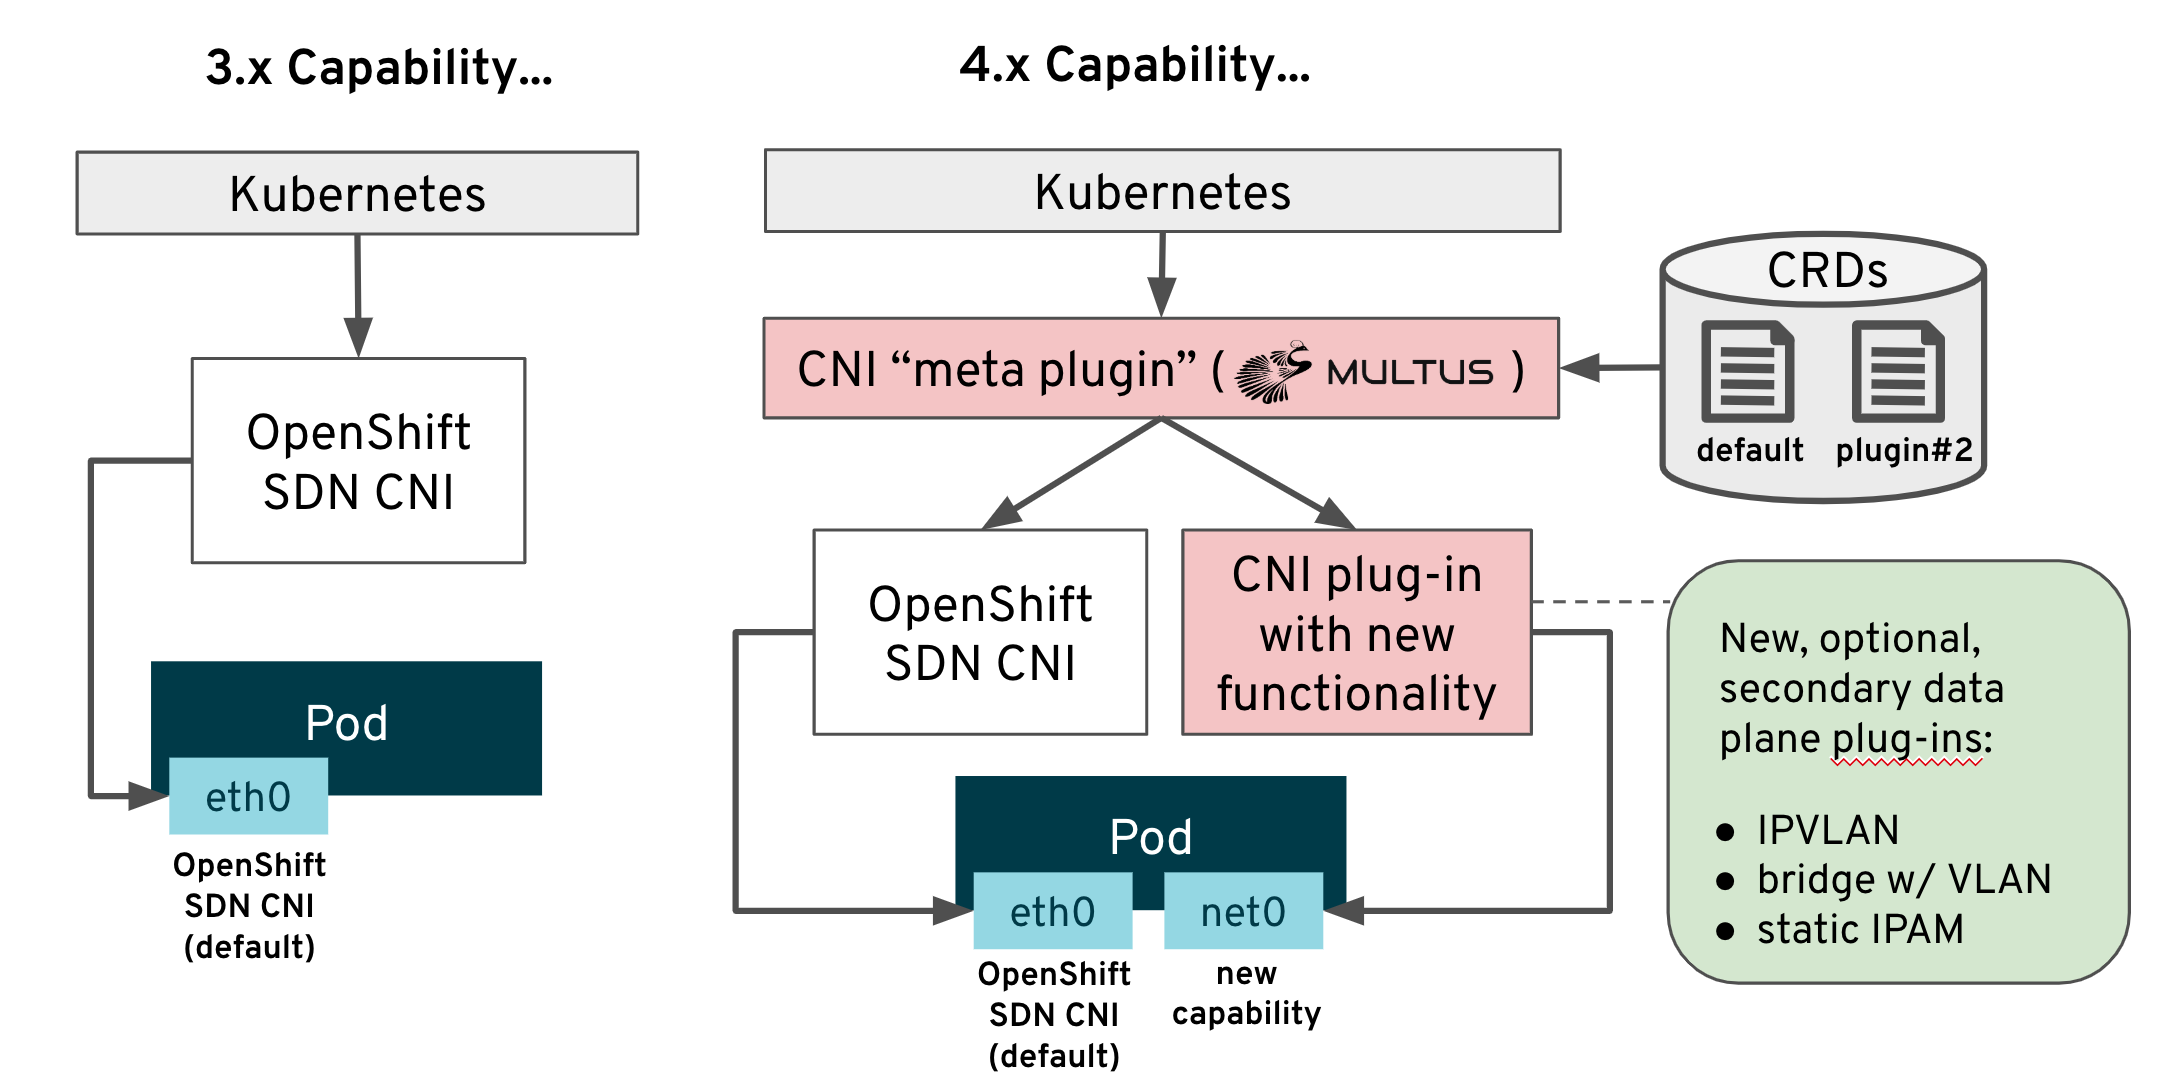 3.x Capability...
Kubernetes
OpenShift
SDN CNI
Pod
eth0
OpenShift
SDN CNI
(default)
4.x Capability...
Kubernetes
CNI “meta plugin” ( MULTUS )
CRDs
default plugin#2
OpenShift
SDN CNI
CNI plug-in
with new
functionality
Pod
eth0 net0
OpenShift
SDN CNI
(default)
new
capability
New, optional,
secondary data
plane plug-ins:
● IPVLAN
● bridge w/ VLAN
● static IPAM